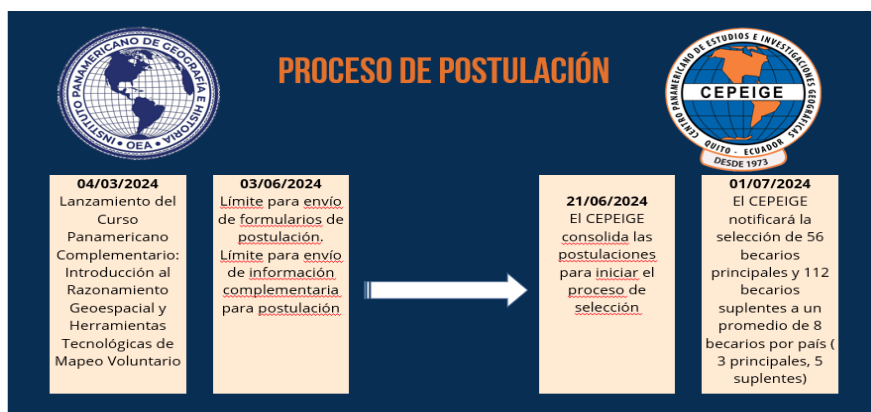 INSTITUTO PANAMERICANO DE GEOGRAFÍA E HISTORIA
• OEA •
PROCESO DE POSTULACIÓN
CENTRO PANAMERICANO DE ESTUDIOS E INVESTIGACIONES GEOGRÁFICAS
CEPEIGE
QUITO - ECUADOR
DESDE 1973
04/03/2024
Lanzamiento del
Curso
Panamericano
Complementario:
Introducción al
Razonamiento
Geoespacial y
Herramientas
Tecnológicas de
Mapeo Voluntario
03/06/2024
Límite para envío
de formularios de
postulación.
Límite para envío
de información
complementaria
para postulación
21/06/2024
El CEPEIGE
consolida las
postulaciones
para iniciar el
proceso de
selección
01/07/2024
El CEPEIGE
notificará la
selección de 56
becarios
principales y 112
becarios
suplentes a un
promedio de 8
becarios por país (
3 principales, 5
suplentes)